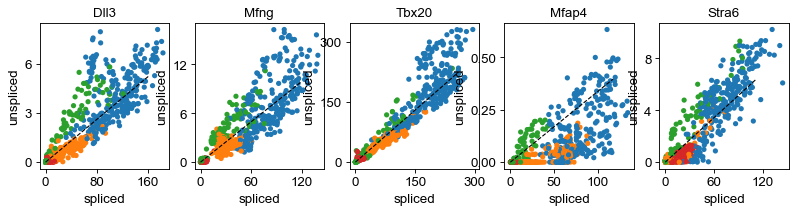 Dll3
Mfng
Tbx20
Mfap4
Stra6
unspliced
6
3
0
0
80
160
spliced
unspliced
12
6
0
0
60
120
spliced
unspliced
300
150
0
0
150
300
spliced
unspliced
0.50
0.25
0.00
0
50
100
spliced
unspliced
8
4
0
0
60
120
spliced